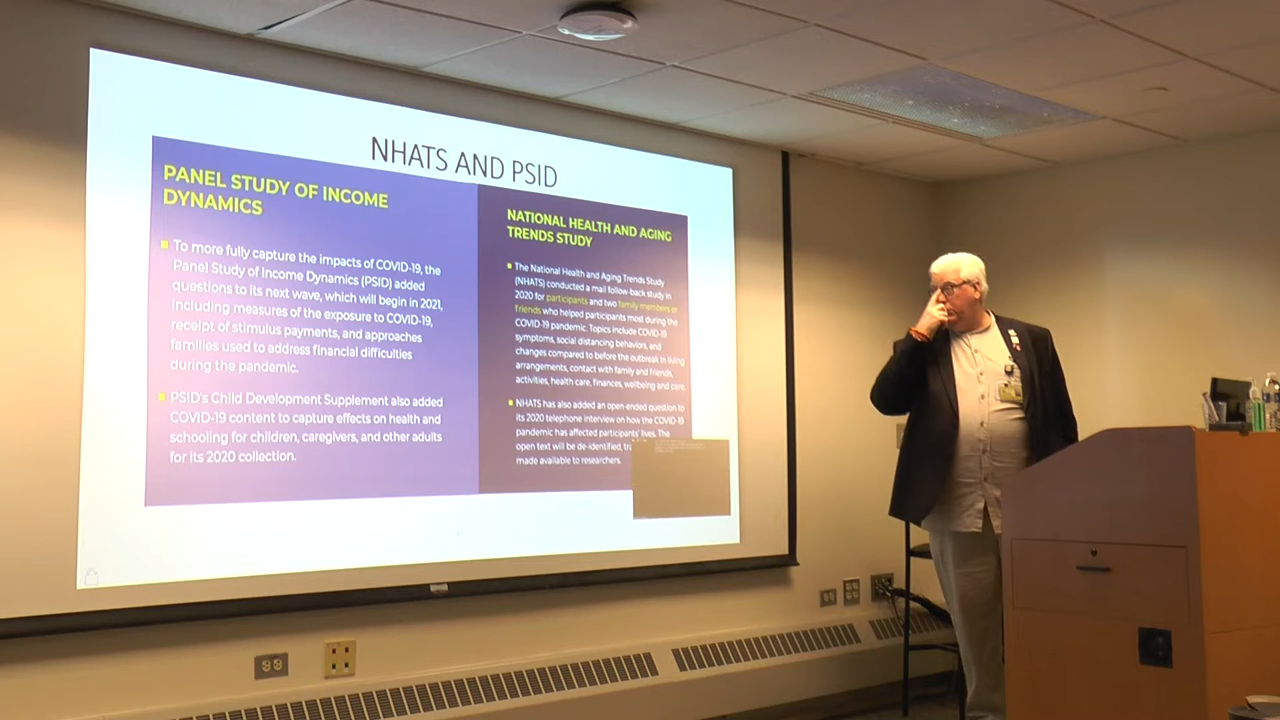 NHATS AND PSID
PANEL STUDY OF INCOME
DYNAMICS
To more fully capture the impacts of COVID-19, the
Panel Study of Income Dynamics (PSID) added
questions to its next wave, which will begin in 2021,
including measures of the exposure to COVID-19,
receipt of stimulus payments, and approaches
families used to address financial difficulties
during the pandemic.
PSID's Child Development Supplement also added
COVID-19 content to capture effects on health and
schooling for children, caregivers, and other adults
for its 2020 collection.
NATIONAL HEALTH AND AGING
TRENDS STUDY
The National Health and Aging Trends Study
(NHATS) conducted a mail follow-back study in
2020 for participants and two family members or
friends who helped participants most during the
COVID-19 pandemic. Topics include COVID-19
symptoms, social distancing behaviors, and
changes compared to before the outbreak in living
arrangements, contact with family and friends,
activities, health care, finances, wellbeing and care.
NHATS has also added an open-ended question to
its 2020 telephone interview on how the COVID-19
pandemic has affected participants' lives. The
open text will be de-identified,
made available to researchers.